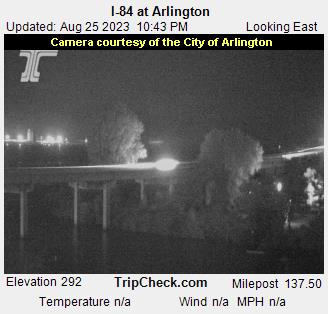 I-84 at Arlington
Updated: Aug 25 2023 10:43 PM Looking East
Camera courtesy of the City of Arlington
Elevation 292 TripCheck.com Milepost 137.50
Temperature n/a Wind n/a MPH n/a